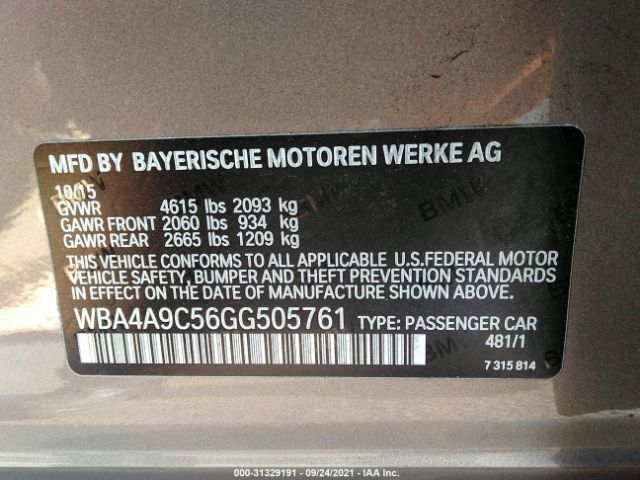 MFD BY BAYERISCHE MOTOREN WERKE AG
10/15
GVWR 4615 lbs 2093 kg
GAWR FRONT 2060 lbs 934 kg
GAWR REAR 2665 lbs 1209 kg
THIS VEHICLE CONFORMS TO ALL APPLICABLE U.S.FEDERAL MOTOR
VEHICLE SAFETY, BUMPER AND THEFT PREVENTION STANDARDS
IN EFFECT ON THE DATE OF MANUFACTURE SHOWN ABOVE.
WBA4A9C56GG505761 TYPE: PASSENGER CAR
481/1
7 315 814
BMW
000-31329191 - 09/24/2021 - IAA Inc.